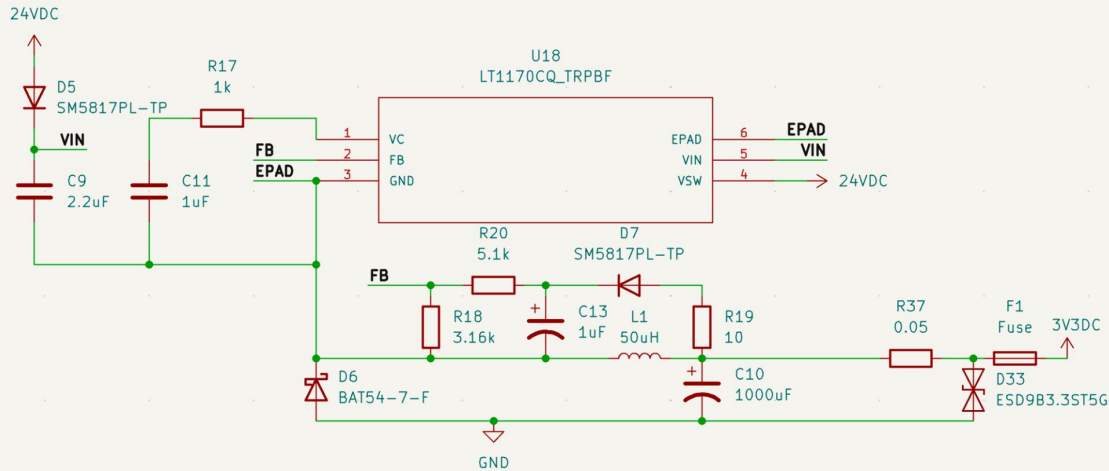 24VDC
D5
SM5817PL-TP
VIN
C9
2.2uF
R17
1k
C11
1uF
FB
EPAD
U18
LT1170CQ_TRPBF
1
VC
2
FB
3
GND
EPAD
6
EPAD
VIN
5
VIN
VSW
4
24VDC
R20
5.1k
D7
SM5817PL-TP
FB
R18
3.16k
+
C13
1uF
L1
50uH
R19
10
D6
BAT54-7-F
+
C10
1000uF
R37
0.05
F1
Fuse
3V3DC
D33
ESD9B3.3ST5G
GND